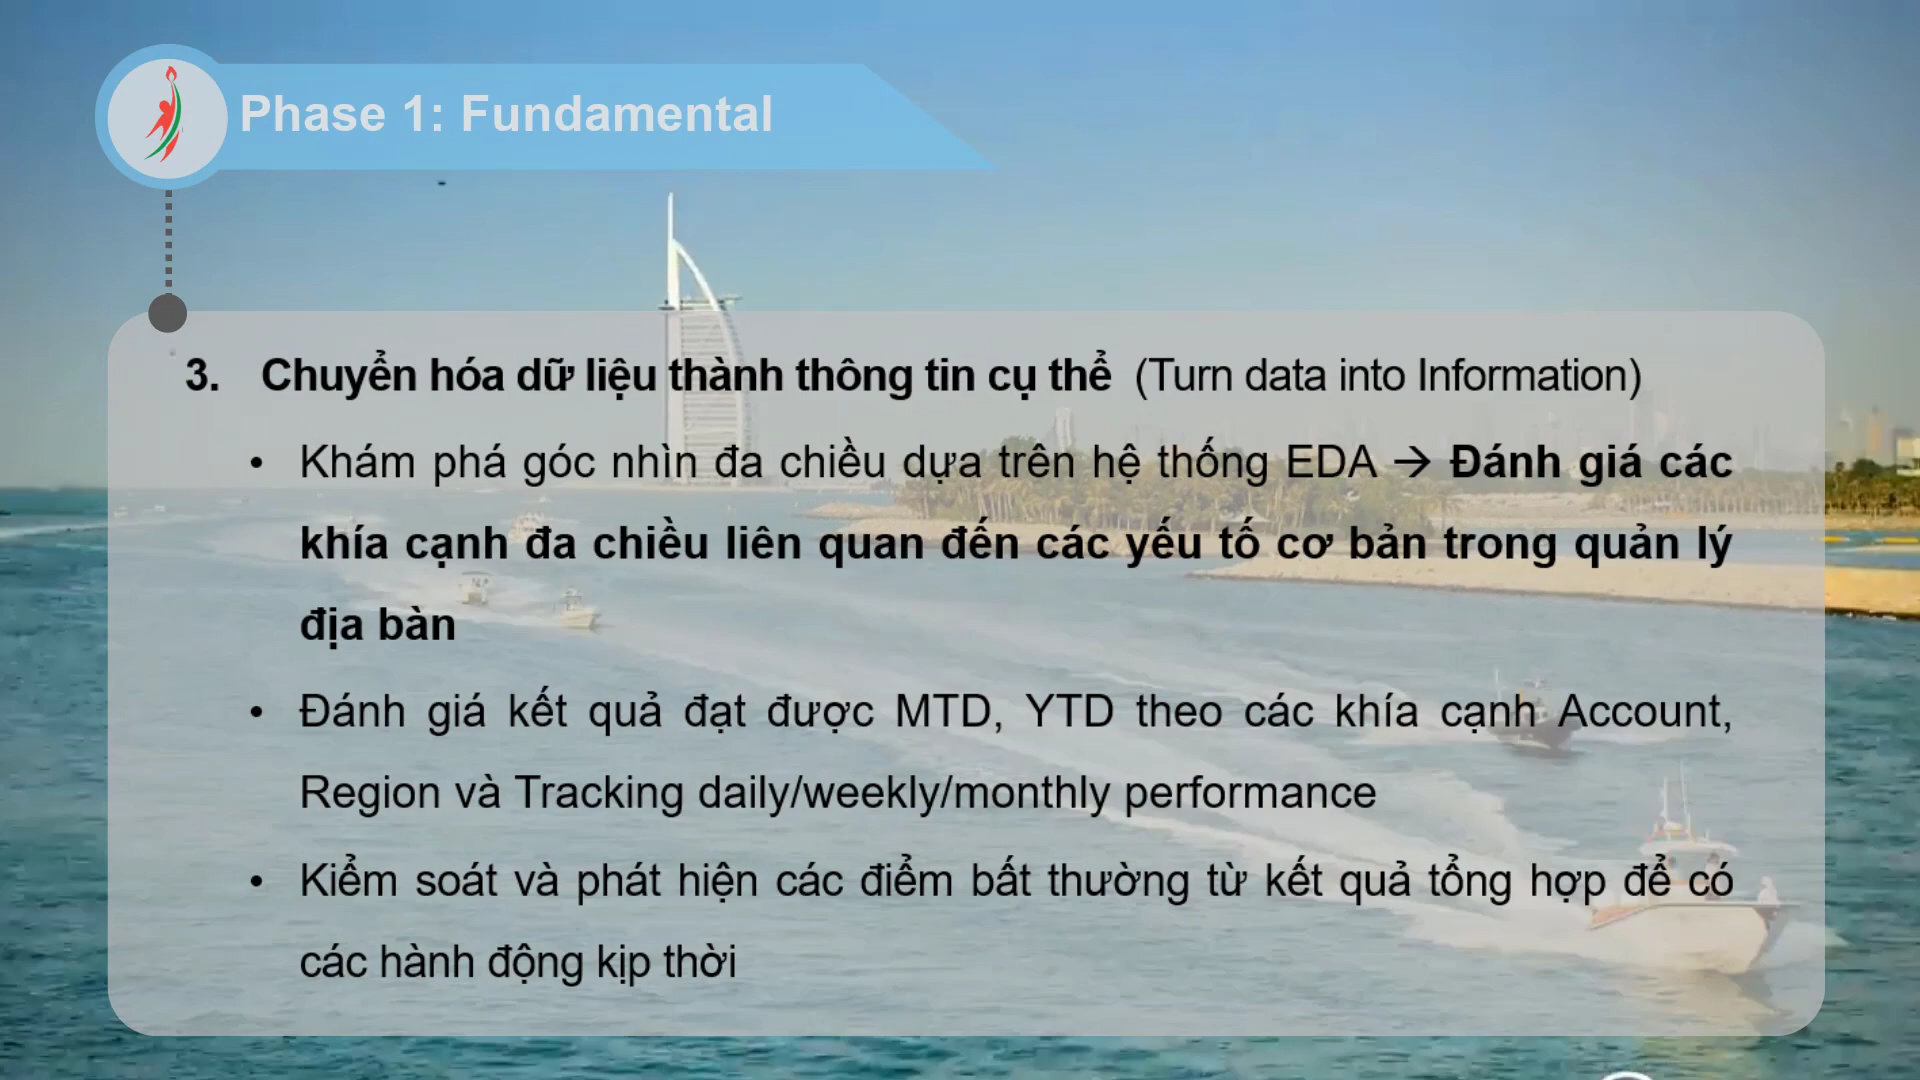 Phase 1: Fundamental
3. Chuyển hóa dữ liệu thành thông tin cụ thể (Turn data into Information)
• Khám phá góc nhìn đa chiều dựa trên hệ thống EDA → Đánh giá các
khía cạnh đa chiều liên quan đến các yếu tố cơ bản trong quản lý
địa bàn
• Đánh giá kết quả đạt được MTD, YTD theo các khía cạnh Account,
Region và Tracking daily/weekly/monthly performance
• Kiểm soát và phát hiện các điểm bất thường từ kết quả tổng hợp để có
các hành động kịp thời